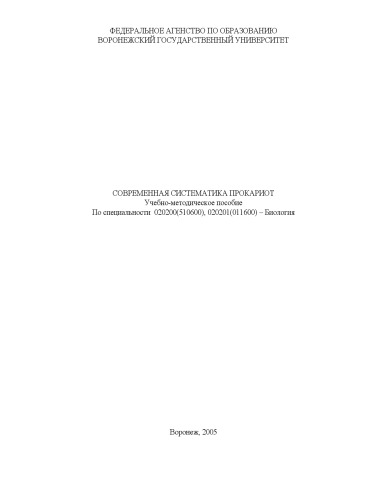 ФЕДЕРАЛЬНОЕ АГЕНСТВО ПО ОБРАЗОВАНИЮ
ВОРОНЕЖСКИЙ ГОСУДАРСТВЕННЫЙ УНИВЕРСИТЕТ
СОВРЕМЕННАЯ СИСТЕМАТИКА ПРОКАРИОТ
Учебно-методическое пособие
По специальности 020200(510600), 020201(011600) – Биология
Воронеж, 2005